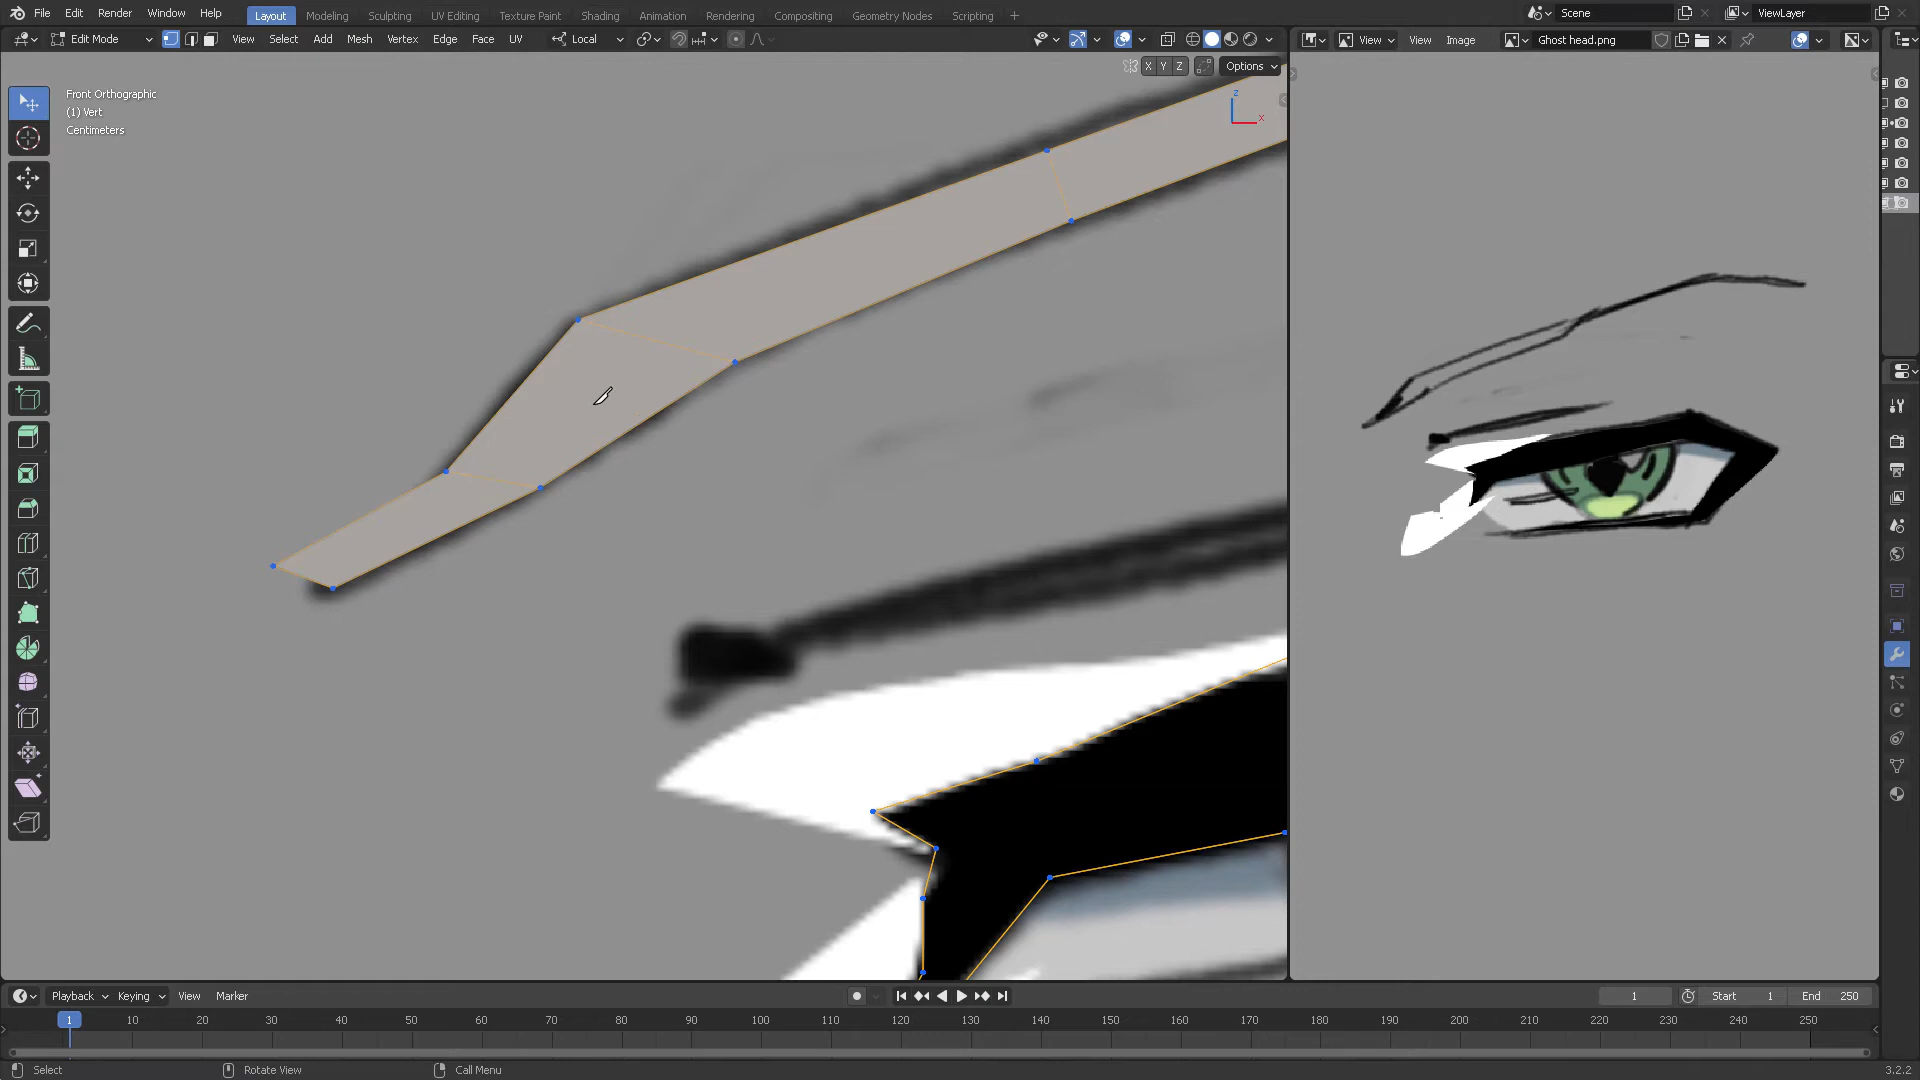 File Edit Render Window Help Layout Modeling Sculpting UV Editing Texture Paint Shading Animation Rendering Compositing Geometry Nodes Scripting + Scene ViewLayer
Edit Mode View Select Add Mesh Vertex Edge Face UV Local View View Image Ghost head.png
X Y Z Options
Front Orthographic
(1) Vert
Centimeters
Z
X
Playback Keying View Marker 1 Start 1 End 250
1 10 20 30 40 50 60 70 80 90 100 110 120 130 140 150 160 170 180 190 200 210 220 230 240 250
Select Rotate View Call Menu 3.2.2